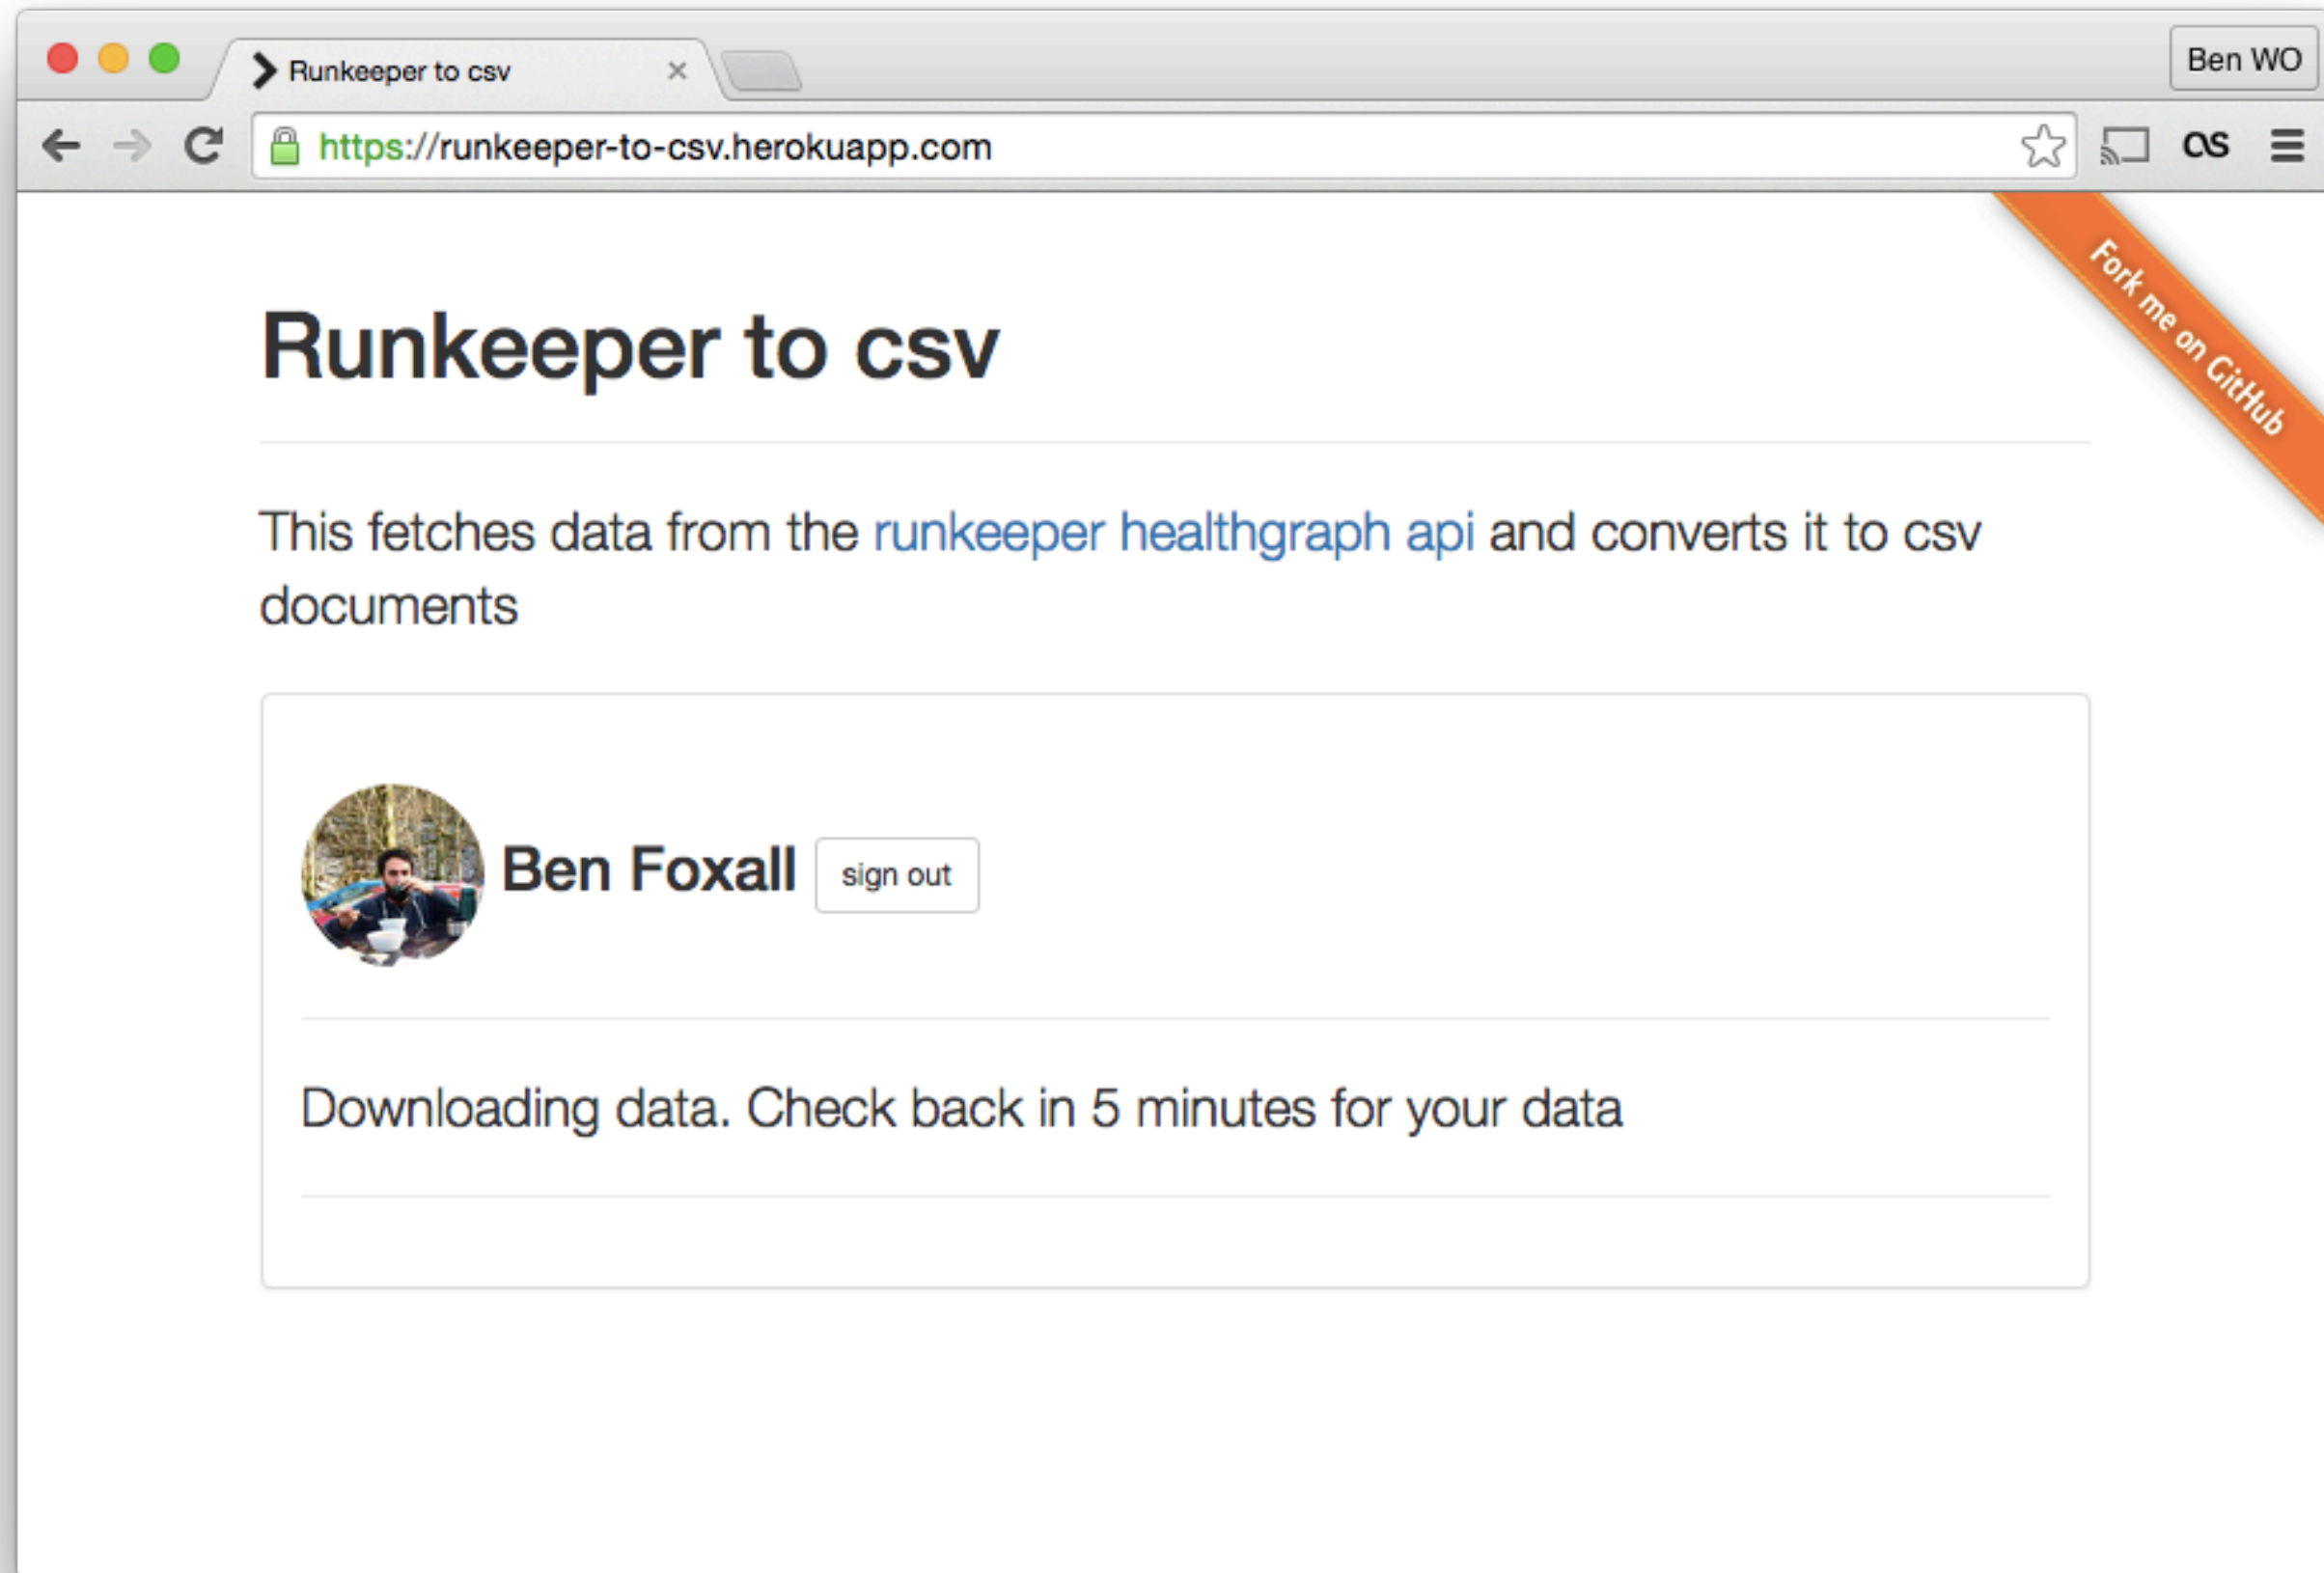 Runkeeper to csv
Ben WO
https://runkeeper-to-csv.herokuapp.com
Fork me on GitHub
Runkeeper to csv
This fetches data from the runkeeper healthgraph api and converts it to csv
documents
Ben Foxall
sign out
Downloading data. Check back in 5 minutes for your data